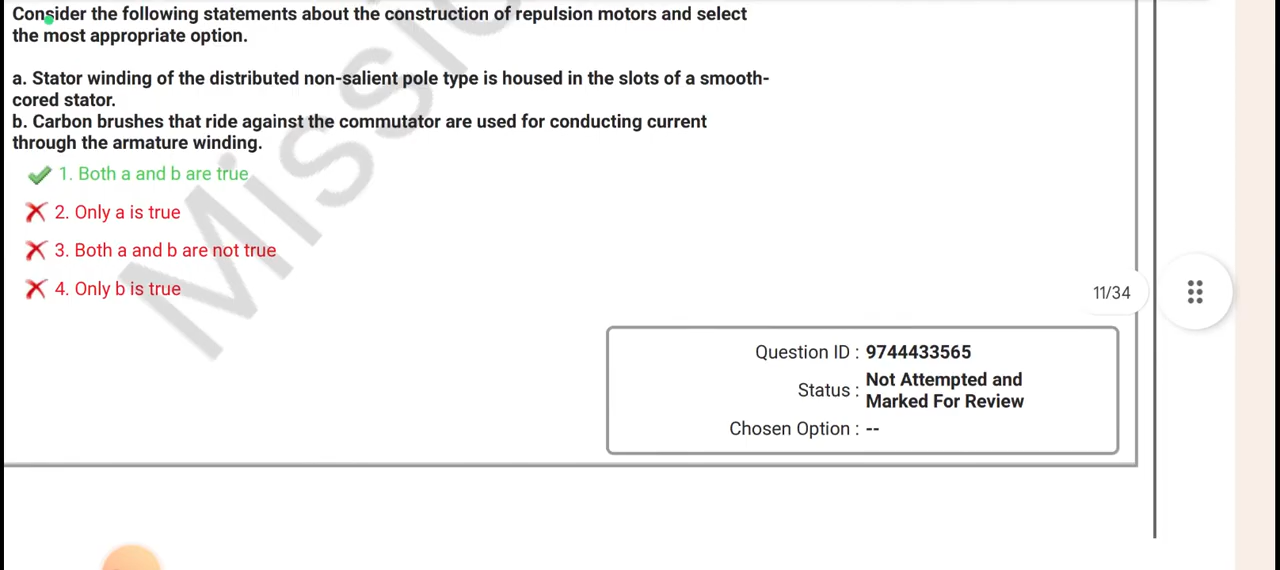 Consider the following statements about the construction of repulsion motors and select
the most appropriate option.
a. Stator winding of the distributed non-salient pole type is housed in the slots of a smooth-
cored stator.
b. Carbon brushes that ride against the commutator are used for conducting current
through the armature winding.
1. Both a and b are true
2. Only a is true
3. Both a and b are not true
4. Only b is true
11/34
Question ID : 9744433565
Status : Not Attempted and
Marked For Review
Chosen Option : --
Missio